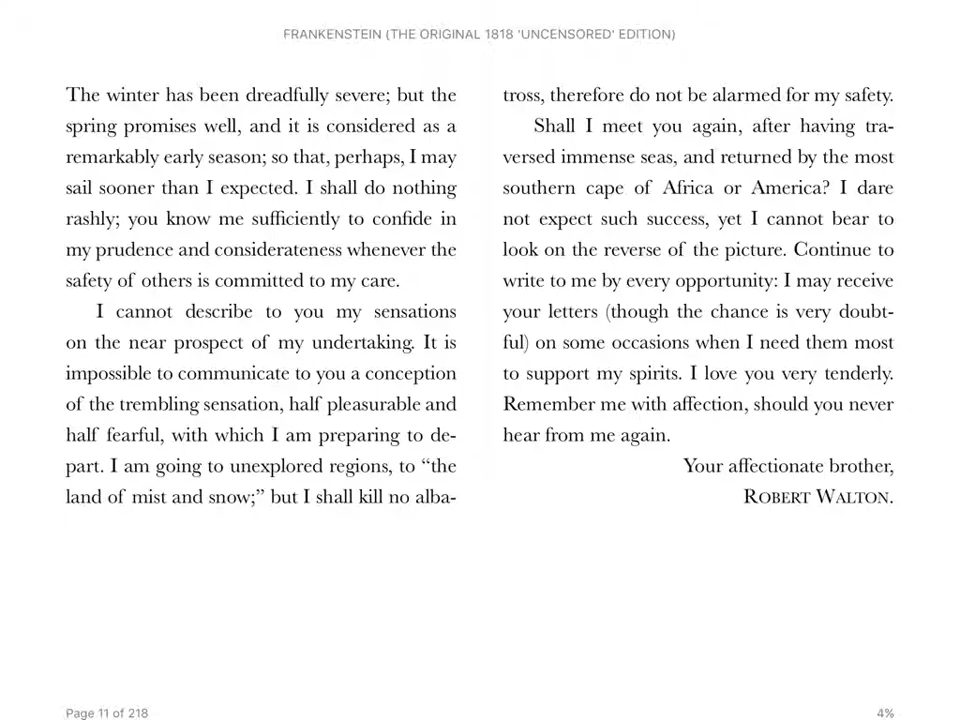 FRANKENSTEIN (THE ORIGINAL 1818 'UNCENSORED' EDITION)
The winter has been dreadfully severe; but the
spring promises well, and it is considered as a
remarkably early season; so that, perhaps, I may
sail sooner than I expected. I shall do nothing
rashly; you know me sufficiently to confide in
my prudence and considerateness whenever the
safety of others is committed to my care.
I cannot describe to you my sensations
on the near prospect of my undertaking. It is
impossible to communicate to you a conception
of the trembling sensation, half pleasurable and
half fearful, with which I am preparing to de-
part. I am going to unexplored regions, to “the
land of mist and snow;” but I shall kill no alba-
tross, therefore do not be alarmed for my safety.
Shall I meet you again, after having tra-
versed immense seas, and returned by the most
southern cape of Africa or America? I dare
not expect such success, yet I cannot bear to
look on the reverse of the picture. Continue to
write to me by every opportunity: I may receive
your letters (though the chance is very doubt-
ful) on some occasions when I need them most
to support my spirits. I love you very tenderly.
Remember me with affection, should you never
hear from me again.
Your affectionate brother,
ROBERT WALTON.
Page 11 of 218
4%